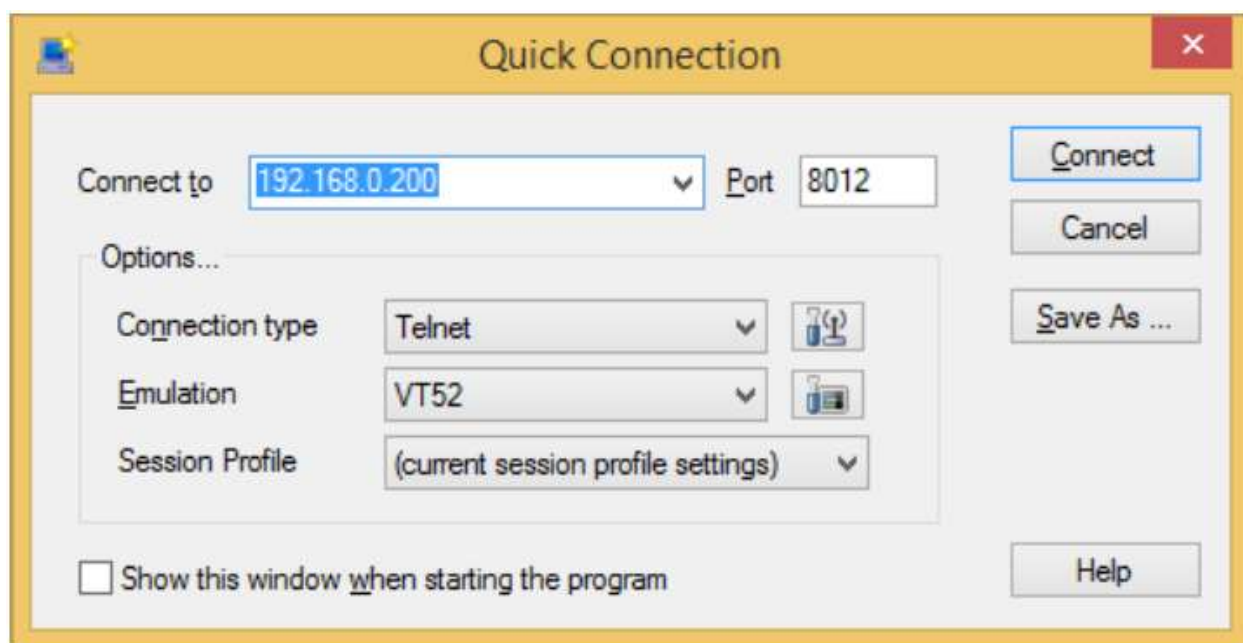 Quick Connection
Connect to 192.168.0.200 Port 8012 Connect
Cancel
Options...
Connection type Telnet Save As ...
Emulation VT52
Session Profile (current session profile settings)
Show this window when starting the program Help